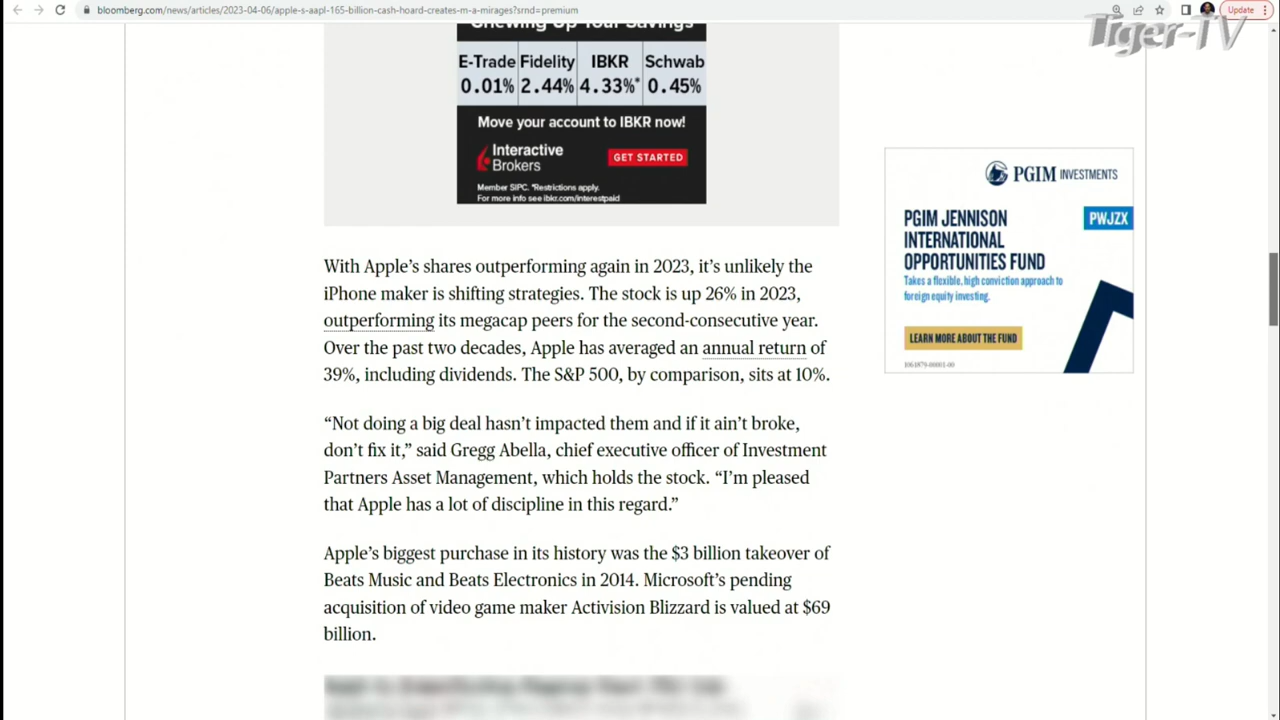 bloomberg.com/news/articles/2023-04-06/apple-s-aapl-165-billion-cash-hoard-creates-m-a-mirages?srnd=premium
Update
Tiger-TV
Chewing Up Your Savings
E-Trade Fidelity IBKR Schwab
0.01% 2.44% 4.33%* 0.45%
Move your account to IBKR now!
Interactive
Brokers
GET STARTED
Member SIPC. *Restrictions apply.
For more info see ibkr.com/interestpaid
PGIM INVESTMENTS
PGIM JENNISON
INTERNATIONAL
OPPORTUNITIES FUND
PWJZX
Takes a flexible, high conviction approach to
foreign equity investing.
LEARN MORE ABOUT THE FUND
1064879-00001-00
With Apple’s shares outperforming again in 2023, it’s unlikely the
iPhone maker is shifting strategies. The stock is up 26% in 2023,
outperforming its megacap peers for the second-consecutive year.
Over the past two decades, Apple has averaged an annual return of
39%, including dividends. The S&P 500, by comparison, sits at 10%.
“Not doing a big deal hasn’t impacted them and if it ain’t broke,
don’t fix it,” said Gregg Abella, chief executive officer of Investment
Partners Asset Management, which holds the stock. “I’m pleased
that Apple has a lot of discipline in this regard.”
Apple’s biggest purchase in its history was the $3 billion takeover of
Beats Music and Beats Electronics in 2014. Microsoft’s pending
acquisition of video game maker Activision Blizzard is valued at $69
billion.